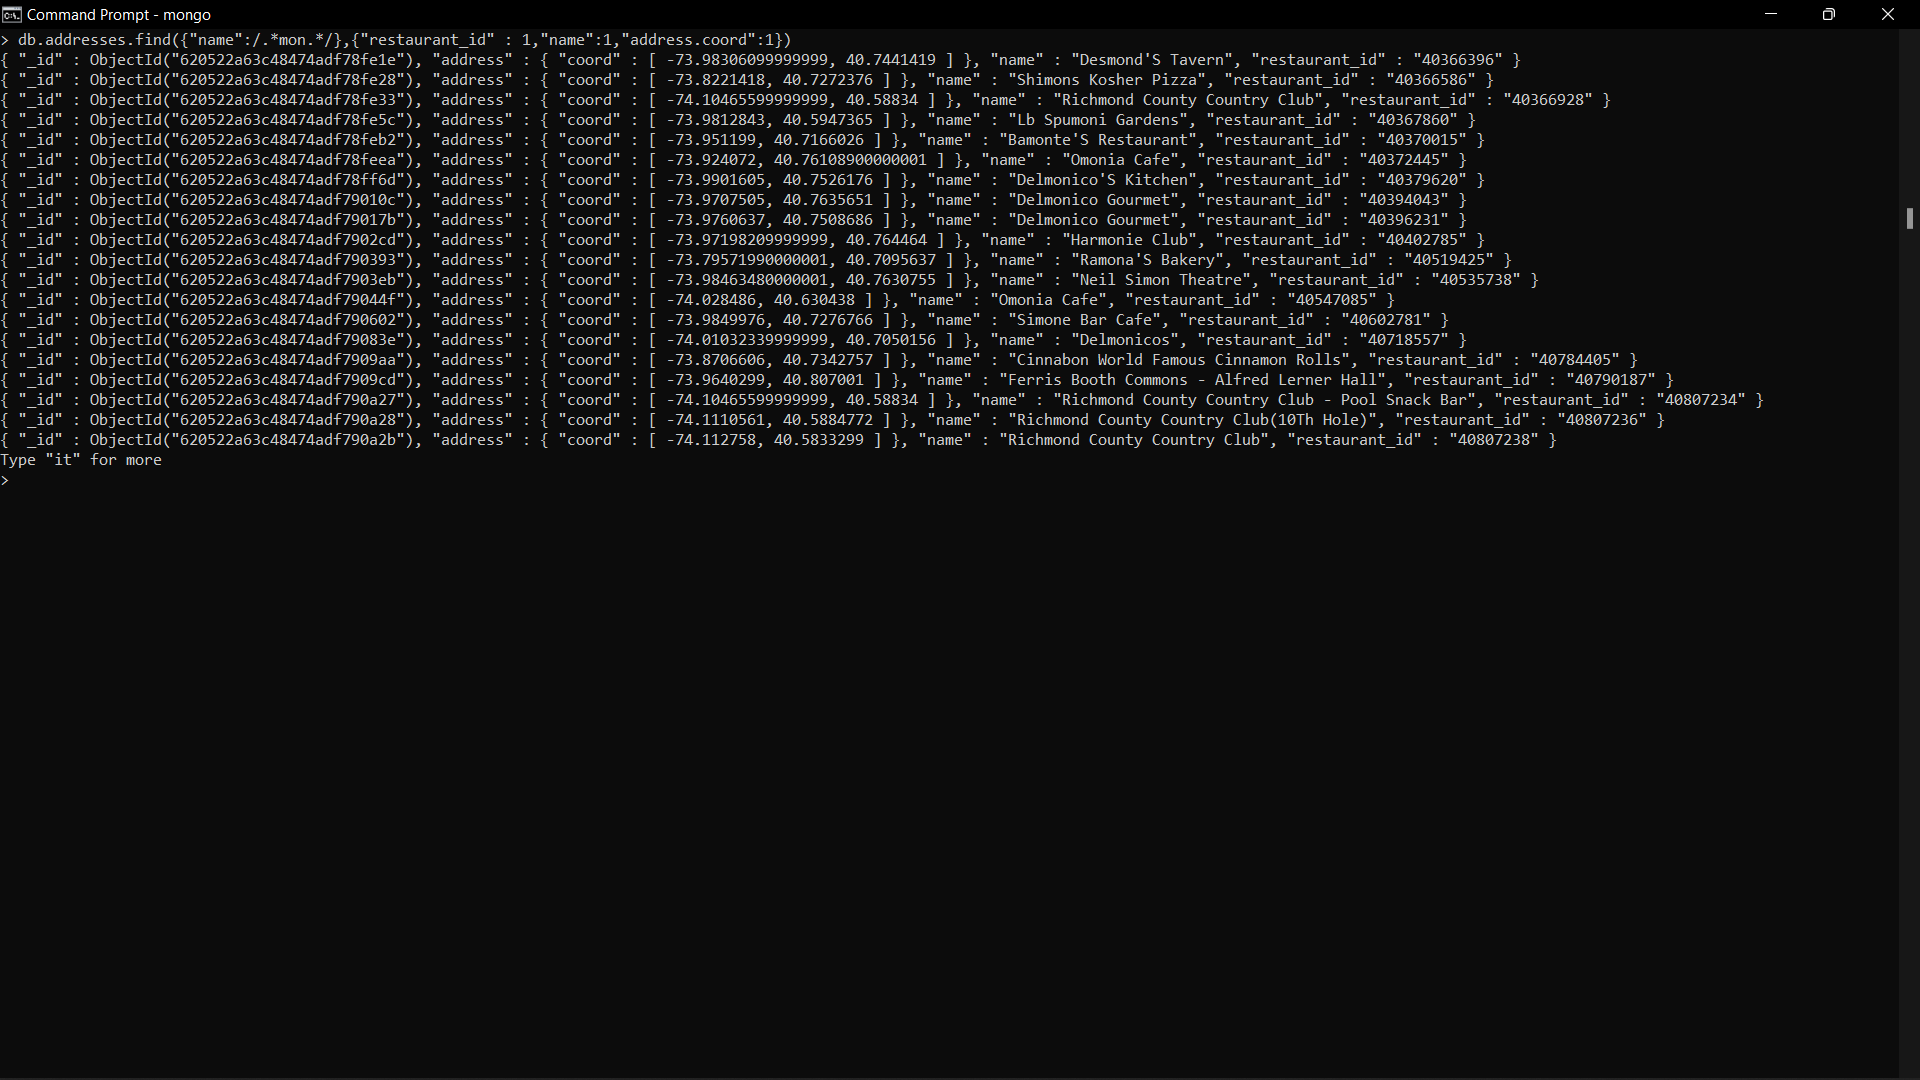 Command Prompt - mongo
> db.addresses.find({"name":/.*mon.*/},{"restaurant_id" : 1,"name":1,"address.coord":1})
{ "_id" : ObjectId("620522a63c48474adf78fe1e"), "address" : { "coord" : [ -73.98306099999999, 40.7441419 ] }, "name" : "Desmond'S Tavern", "restaurant_id" : "40366396" }
{ "_id" : ObjectId("620522a63c48474adf78fe28"), "address" : { "coord" : [ -73.8221418, 40.7272376 ] }, "name" : "Shimons Kosher Pizza", "restaurant_id" : "40366586" }
{ "_id" : ObjectId("620522a63c48474adf78fe33"), "address" : { "coord" : [ -74.10465599999999, 40.58834 ] }, "name" : "Richmond County Country Club", "restaurant_id" : "40366928" }
{ "_id" : ObjectId("620522a63c48474adf78fe5c"), "address" : { "coord" : [ -73.9812843, 40.5947365 ] }, "name" : "Lb Spumoni Gardens", "restaurant_id" : "40367860" }
{ "_id" : ObjectId("620522a63c48474adf78feb2"), "address" : { "coord" : [ -73.951199, 40.7166026 ] }, "name" : "Bamonte'S Restaurant", "restaurant_id" : "40370015" }
{ "_id" : ObjectId("620522a63c48474adf78feea"), "address" : { "coord" : [ -73.924072, 40.76108900000001 ] }, "name" : "Omonia Cafe", "restaurant_id" : "40372445" }
{ "_id" : ObjectId("620522a63c48474adf78ff6d"), "address" : { "coord" : [ -73.9901605, 40.7526176 ] }, "name" : "Delmonico'S Kitchen", "restaurant_id" : "40379620" }
{ "_id" : ObjectId("620522a63c48474adf79010c"), "address" : { "coord" : [ -73.9707505, 40.7635651 ] }, "name" : "Delmonico Gourmet", "restaurant_id" : "40394043" }
{ "_id" : ObjectId("620522a63c48474adf79017b"), "address" : { "coord" : [ -73.9760637, 40.7508686 ] }, "name" : "Delmonico Gourmet", "restaurant_id" : "40396231" }
{ "_id" : ObjectId("620522a63c48474adf7902cd"), "address" : { "coord" : [ -73.97198209999999, 40.764464 ] }, "name" : "Harmonie Club", "restaurant_id" : "40402785" }
{ "_id" : ObjectId("620522a63c48474adf790393"), "address" : { "coord" : [ -73.79571990000001, 40.7095637 ] }, "name" : "Ramona'S Bakery", "restaurant_id" : "40519425" }
{ "_id" : ObjectId("620522a63c48474adf7903eb"), "address" : { "coord" : [ -73.98463480000001, 40.7630755 ] }, "name" : "Neil Simon Theatre", "restaurant_id" : "40535738" }
{ "_id" : ObjectId("620522a63c48474adf79044f"), "address" : { "coord" : [ -74.028486, 40.630438 ] }, "name" : "Omonia Cafe", "restaurant_id" : "40547085" }
{ "_id" : ObjectId("620522a63c48474adf790602"), "address" : { "coord" : [ -73.9849976, 40.7276766 ] }, "name" : "Simone Bar Cafe", "restaurant_id" : "40602781" }
{ "_id" : ObjectId("620522a63c48474adf79083e"), "address" : { "coord" : [ -74.01032339999999, 40.7050156 ] }, "name" : "Delmonicos", "restaurant_id" : "40718557" }
{ "_id" : ObjectId("620522a63c48474adf7909aa"), "address" : { "coord" : [ -73.8706606, 40.7342757 ] }, "name" : "Cinnabon World Famous Cinnamon Rolls", "restaurant_id" : "40784405" }
{ "_id" : ObjectId("620522a63c48474adf7909cd"), "address" : { "coord" : [ -73.9640299, 40.807001 ] }, "name" : "Ferris Booth Commons - Alfred Lerner Hall", "restaurant_id" : "40790187" }
{ "_id" : ObjectId("620522a63c48474adf790a27"), "address" : { "coord" : [ -74.10465599999999, 40.58834 ] }, "name" : "Richmond County Country Club - Pool Snack Bar", "restaurant_id" : "40807234" }
{ "_id" : ObjectId("620522a63c48474adf790a28"), "address" : { "coord" : [ -74.1110561, 40.5884772 ] }, "name" : "Richmond County Country Club(10Th Hole)", "restaurant_id" : "40807236" }
{ "_id" : ObjectId("620522a63c48474adf790a2b"), "address" : { "coord" : [ -74.112758, 40.5833299 ] }, "name" : "Richmond County Country Club", "restaurant_id" : "40807238" }
Type "it" for more
>